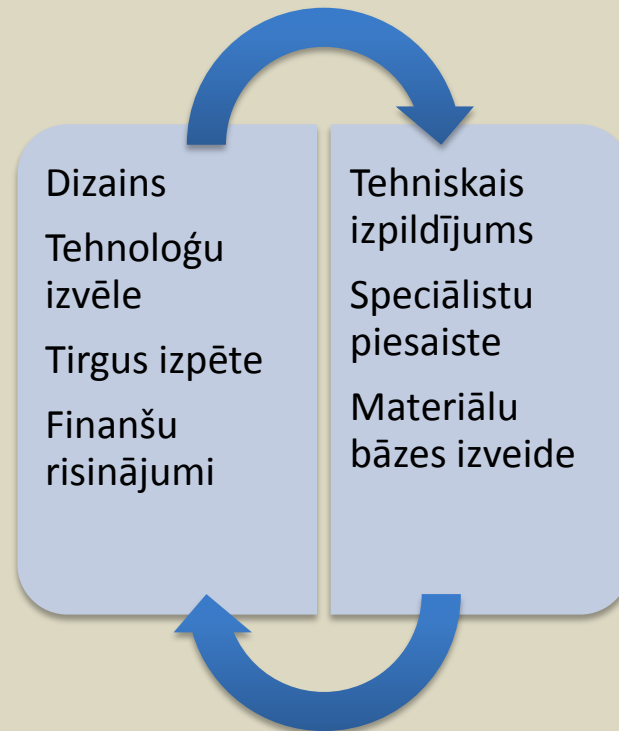 Dizains
Tehnoloģu
izvēle
Tirgus izpēte
Finanšu
risinājumi
Tehniskais
izpildījums
Speciālistu
piesaiste
Materiālu
bāzes izveide